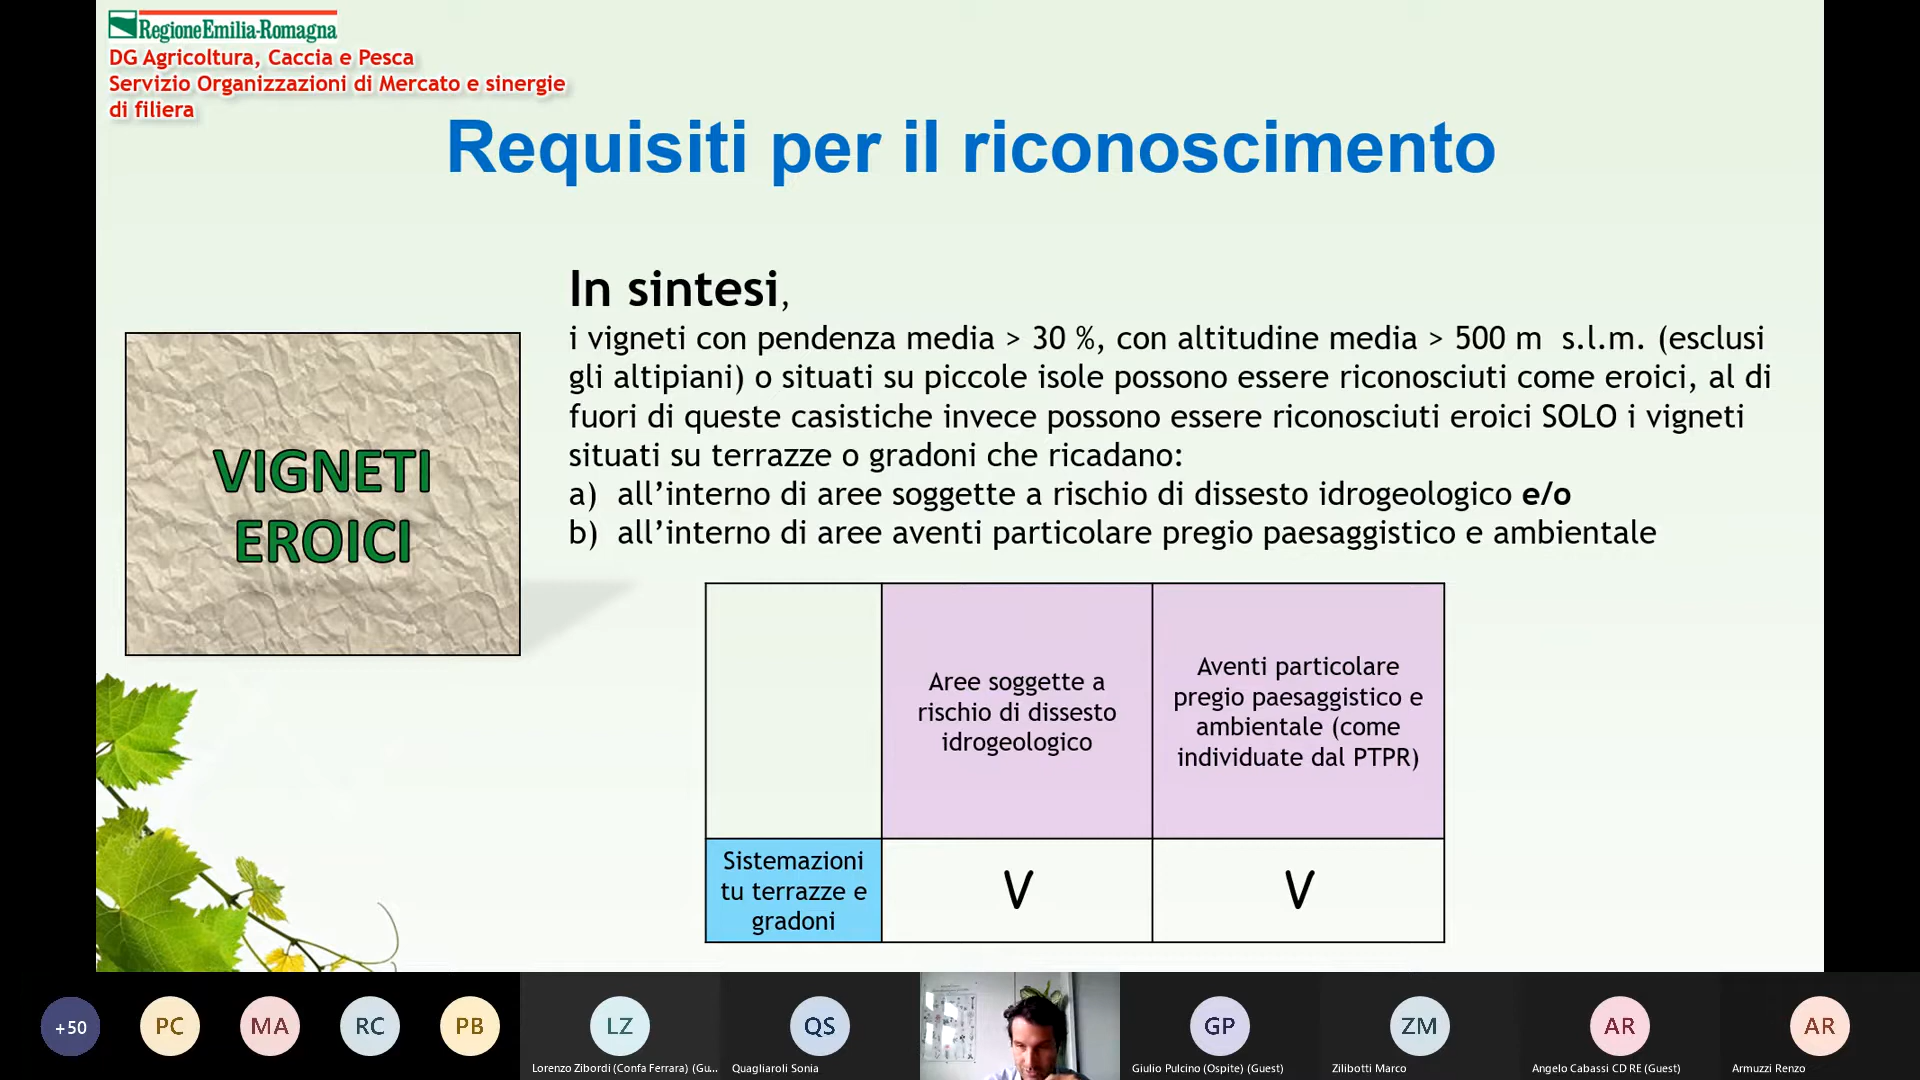 RegioneEmilia-Romagna
DG Agricoltura, Caccia e Pesca
Servizio Organizzazioni di Mercato e sinergie
di filiera
Requisiti per il riconoscimento
In sintesi,
i vigneti con pendenza media > 30 %, con altitudine media > 500 m s.l.m. (esclusi
gli altipiani) o situati su piccole isole possono essere riconosciuti come eroici, al di
fuori di queste casistiche invece possono essere riconosciuti eroici SOLO i vigneti
situati su terrazze o gradoni che ricadano:
a) all’interno di aree soggette a rischio di dissesto idrogeologico e/o
b) all’interno di aree aventi particolare pregio paesaggistico e ambientale
VIGNETI
EROICI
Aree soggette a
rischio di dissesto
idrogeologico
Aventi particolare
pregio paesaggistico e
ambientale (come
individuate dal PTPR)
Sistemazioni
tu terrazze e
gradoni
V
V
+50
PC
MA
RC
PB
LZ
Lorenzo Zibordi (Confa Ferrara) (Gu...
QS
Quagliaroli Sonia
GP
Giulio Pulcino (Ospite) (Guest)
ZM
Zilibotti Marco
AR
Angelo Cabassi CD RE (Guest)
AR
Armuzzi Renzo